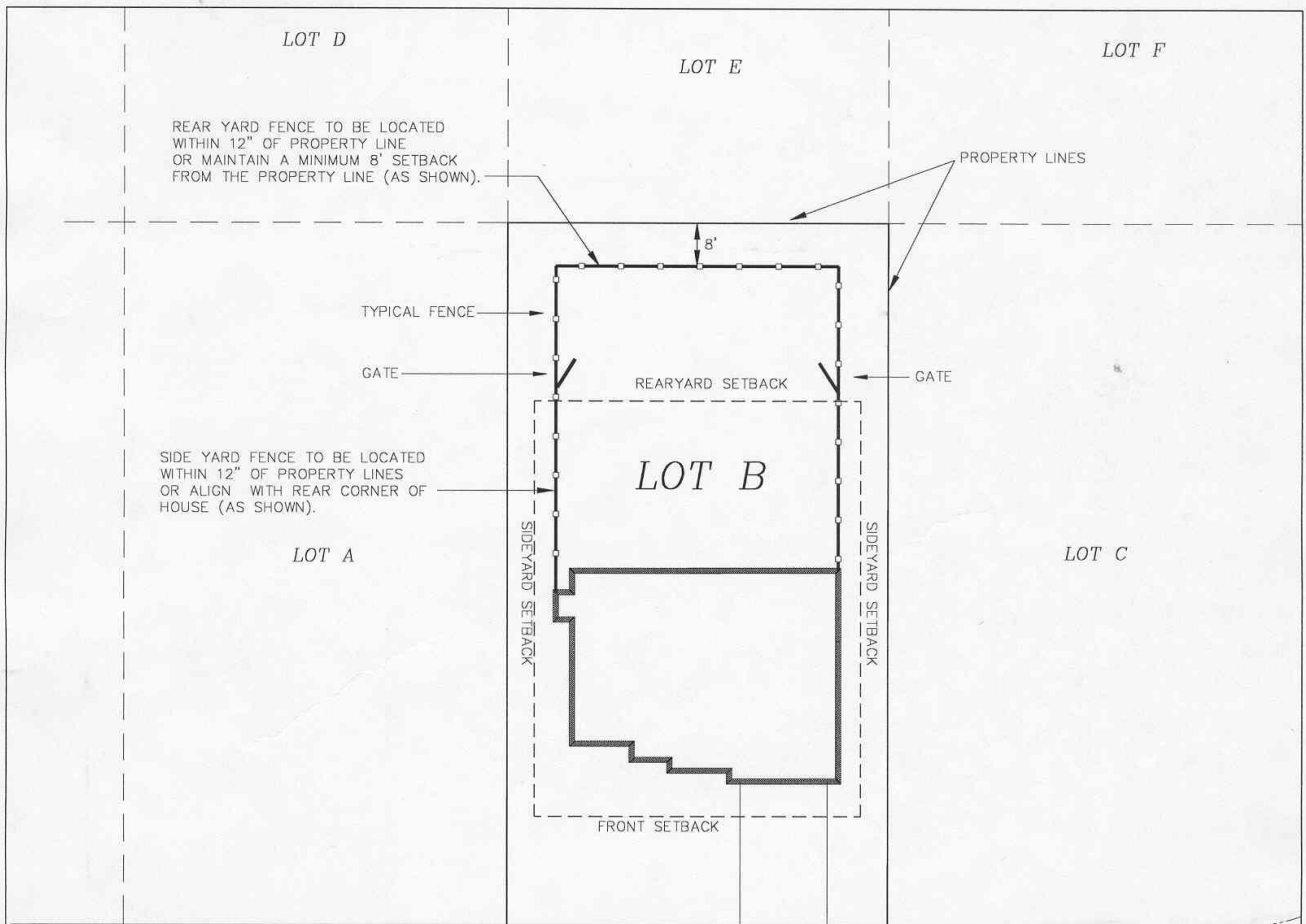 LOT D
LOT E
LOT F
REAR YARD FENCE TO BE LOCATED
WITHIN 12" OF PROPERTY LINE
OR MAINTAIN A MINIMUM 8' SETBACK
FROM THE PROPERTY LINE (AS SHOWN).
PROPERTY LINES
8'
TYPICAL FENCE
GATE
REARYARD SETBACK
GATE
SIDE YARD FENCE TO BE LOCATED
WITHIN 12" OF PROPERTY LINES
OR ALIGN WITH REAR CORNER OF
HOUSE (AS SHOWN).
LOT B
SIDEYARD SETBACK
SIDEYARD SETBACK
LOT A
LOT C
FRONT SETBACK